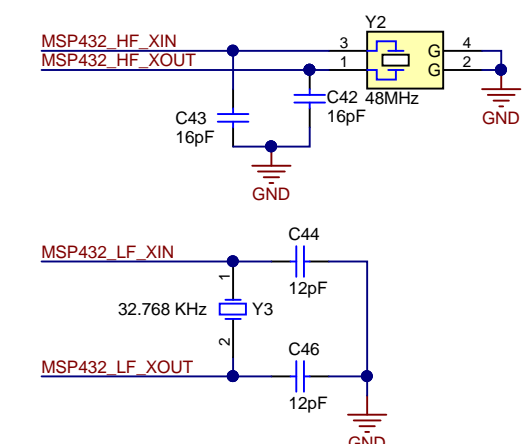 Y2
MSP432_HF_XIN
3
G
4
MSP432_HF_XOUT
1
G
2
C42
48MHz
C43
16pF
16pF
GND
GND
C44
MSP432_LF_XIN
1
12pF
32.768 KHz
Y3
2
C46
MSP432_LF_XOUT
12pF
GND